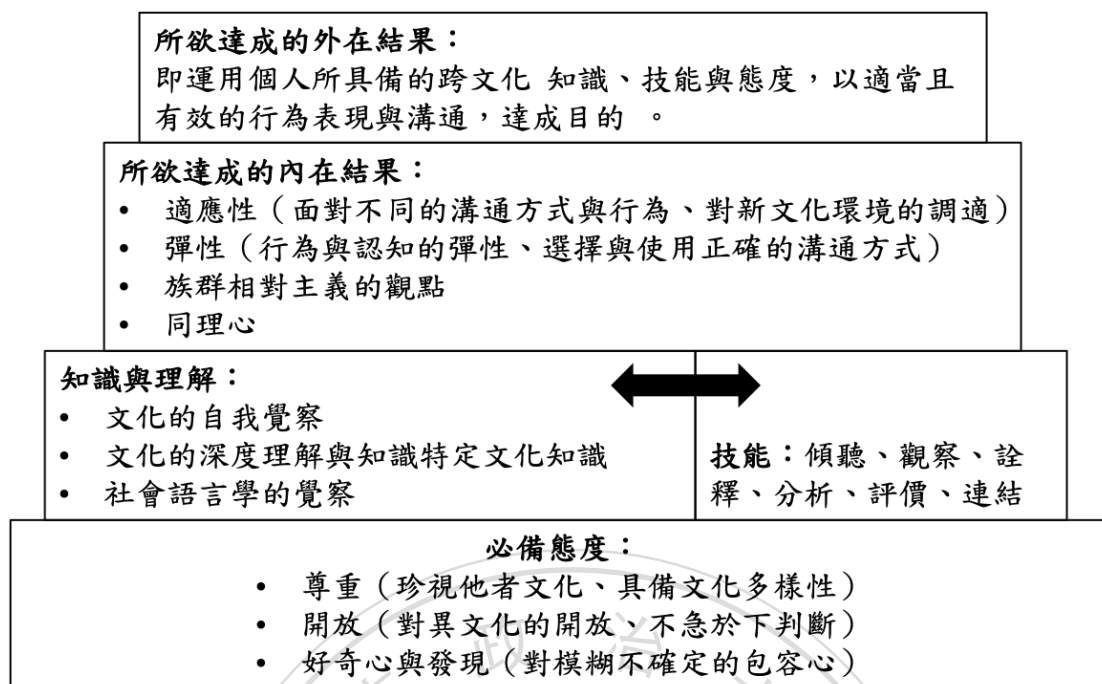 所欲達成的外在結果：
即運用個人所具備的跨文化 知識、技能與態度，以適當且
有效的行為表現與溝通，達成目的 。
所欲達成的內在結果：
• 適應性（面對不同的溝通方式與行為、對新文化環境的調適）
• 彈性（行為與認知的彈性、選擇與使用正確的溝通方式）
• 族群相對主義的觀點
• 同理心
知識與理解：
• 文化的自我覺察
• 文化的深度理解與知識特定文化知識
• 社會語言學的覺察
技能：傾聽、觀察、詮
釋、分析、評價、連結
必備態度：
• 尊重（珍視他者文化、具備文化多樣性）
• 開放（對異文化的開放、不急於下判斷）
• 好奇心與發現（對模糊不確定的包容心）
政 治